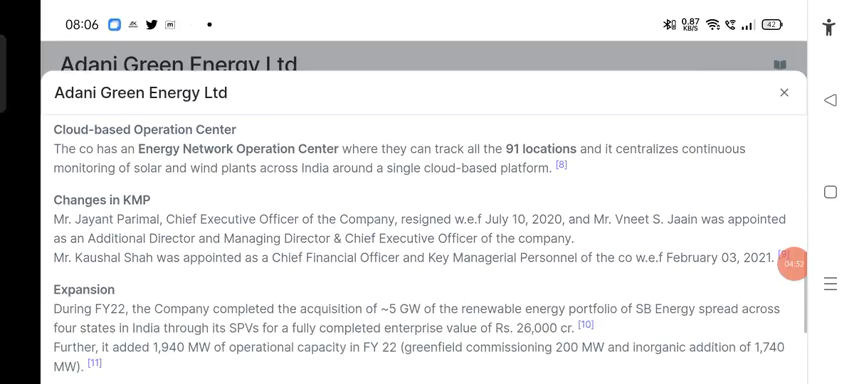 08:06
0.87
KB/S
42
Adani Green Energy Ltd
Adani Green Energy Ltd
Cloud-based Operation Center
The co has an Energy Network Operation Center where they can track all the 91 locations and it centralizes continuous
monitoring of solar and wind plants across India around a single cloud-based platform. [8]
Changes in KMP
Mr. Jayant Parimal, Chief Executive Officer of the Company, resigned w.e.f July 10, 2020, and Mr. Vneet S. Jaain was appointed
as an Additional Director and Managing Director & Chief Executive Officer of the company.
Mr. Kaushal Shah was appointed as a Chief Financial Officer and Key Managerial Personnel of the co w.e.f February 03, 2021.
04:52
Expansion
During FY22, the Company completed the acquisition of ~5 GW of the renewable energy portfolio of SB Energy spread across
four states in India through its SPVs for a fully completed enterprise value of Rs. 26,000 cr. [10]
Further, it added 1,940 MW of operational capacity in FY 22 (greenfield commissioning 200 MW and inorganic addition of 1,740
MW). [11]